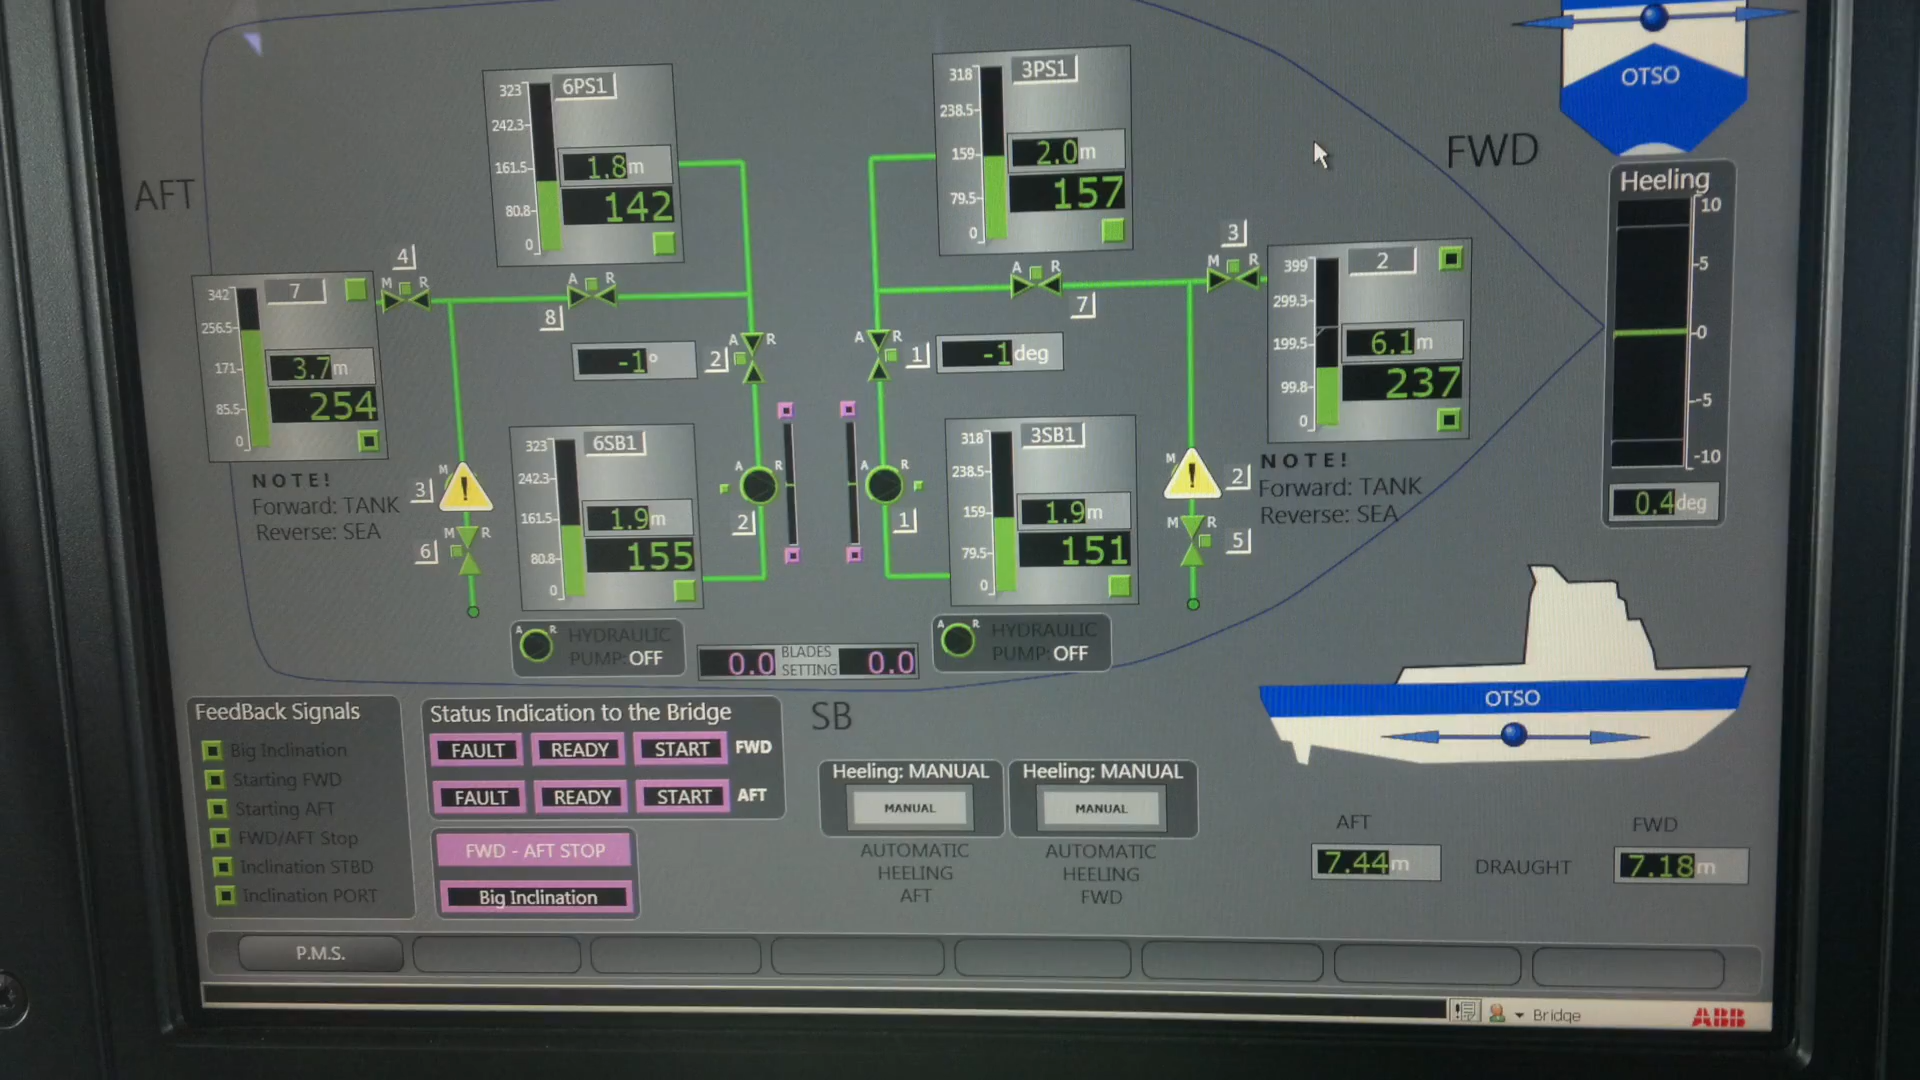 OTSO
FWD
AFT
Heeling
10
5
0
-5
-10
0.4deg
323
242.3
161.5
80.8
0
6PS1
1.8m
142
318
238.5
159
79.5
0
3PS1
2.0m
157
342
256.5
171
85.5
0
7
3.7m
254
399
299.3
199.5
99.8
0
2
6.1m
237
4
M R
A R
8
A R
7
3
M R
-1°
2
A R
A R
1
-1deg
NOTE!
Forward: TANK
Reverse: SEA
M
3
M R
6
323
242.3
161.5
80.8
0
6SB1
1.9m
155
A R
2
A R
1
318
238.5
159
79.5
0
3SB1
1.9m
151
M
2
M R
5
NOTE!
Forward: TANK
Reverse: SEA
A R
HYDRAULIC
PUMP: OFF
0.0
BLADES
SETTING
0.0
A R
HYDRAULIC
PUMP: OFF
SB
OTSO
FeedBack Signals
Big Inclination
Starting FWD
Starting AFT
FWD/AFT Stop
Inclination STBD
Inclination PORT
Status Indication to the Bridge
FAULT READY START FWD
FAULT READY START AFT
FWD - AFT STOP
Big Inclination
Heeling: MANUAL
MANUAL
AUTOMATIC
HEELING
AFT
Heeling: MANUAL
MANUAL
AUTOMATIC
HEELING
FWD
AFT
7.44m
DRAUGHT
FWD
7.18m
P.M.S.
Bridge
ABB